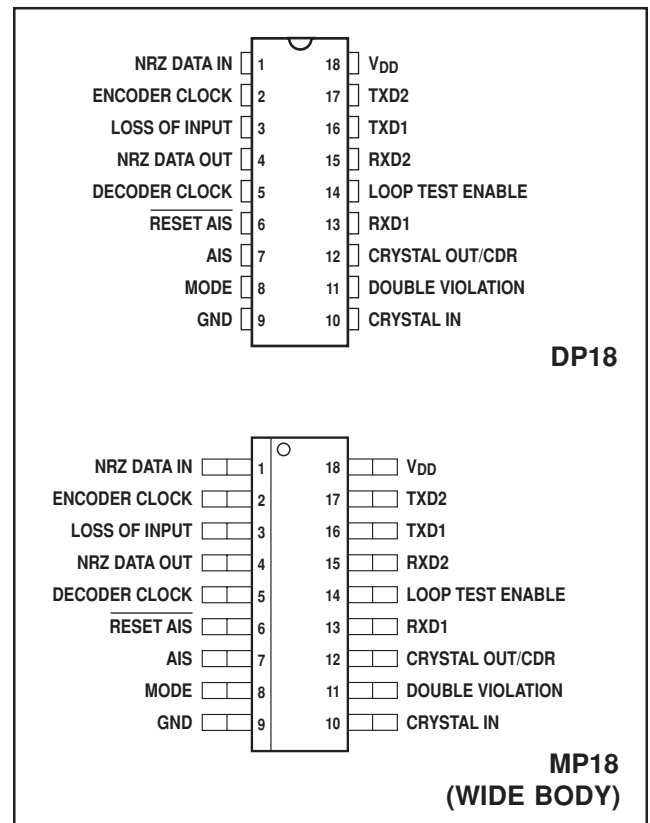 NRZ DATA IN 1 18 VDD
ENCODER CLOCK 2 17 TXD2
LOSS OF INPUT 3 16 TXD1
NRZ DATA OUT 4 15 RXD2
DECODER CLOCK 5 14 LOOP TEST ENABLE
RESET AIS 6 13 RXD1
AIS 7 12 CRYSTAL OUT/CDR
MODE 8 11 DOUBLE VIOLATION
GND 9 10 CRYSTAL IN
DP18
NRZ DATA IN 1 18 VDD
ENCODER CLOCK 2 17 TXD2
LOSS OF INPUT 3 16 TXD1
NRZ DATA OUT 4 15 RXD2
DECODER CLOCK 5 14 LOOP TEST ENABLE
RESET AIS 6 13 RXD1
AIS 7 12 CRYSTAL OUT/CDR
MODE 8 11 DOUBLE VIOLATION
GND 9 10 CRYSTAL IN
MP18
(WIDE BODY)